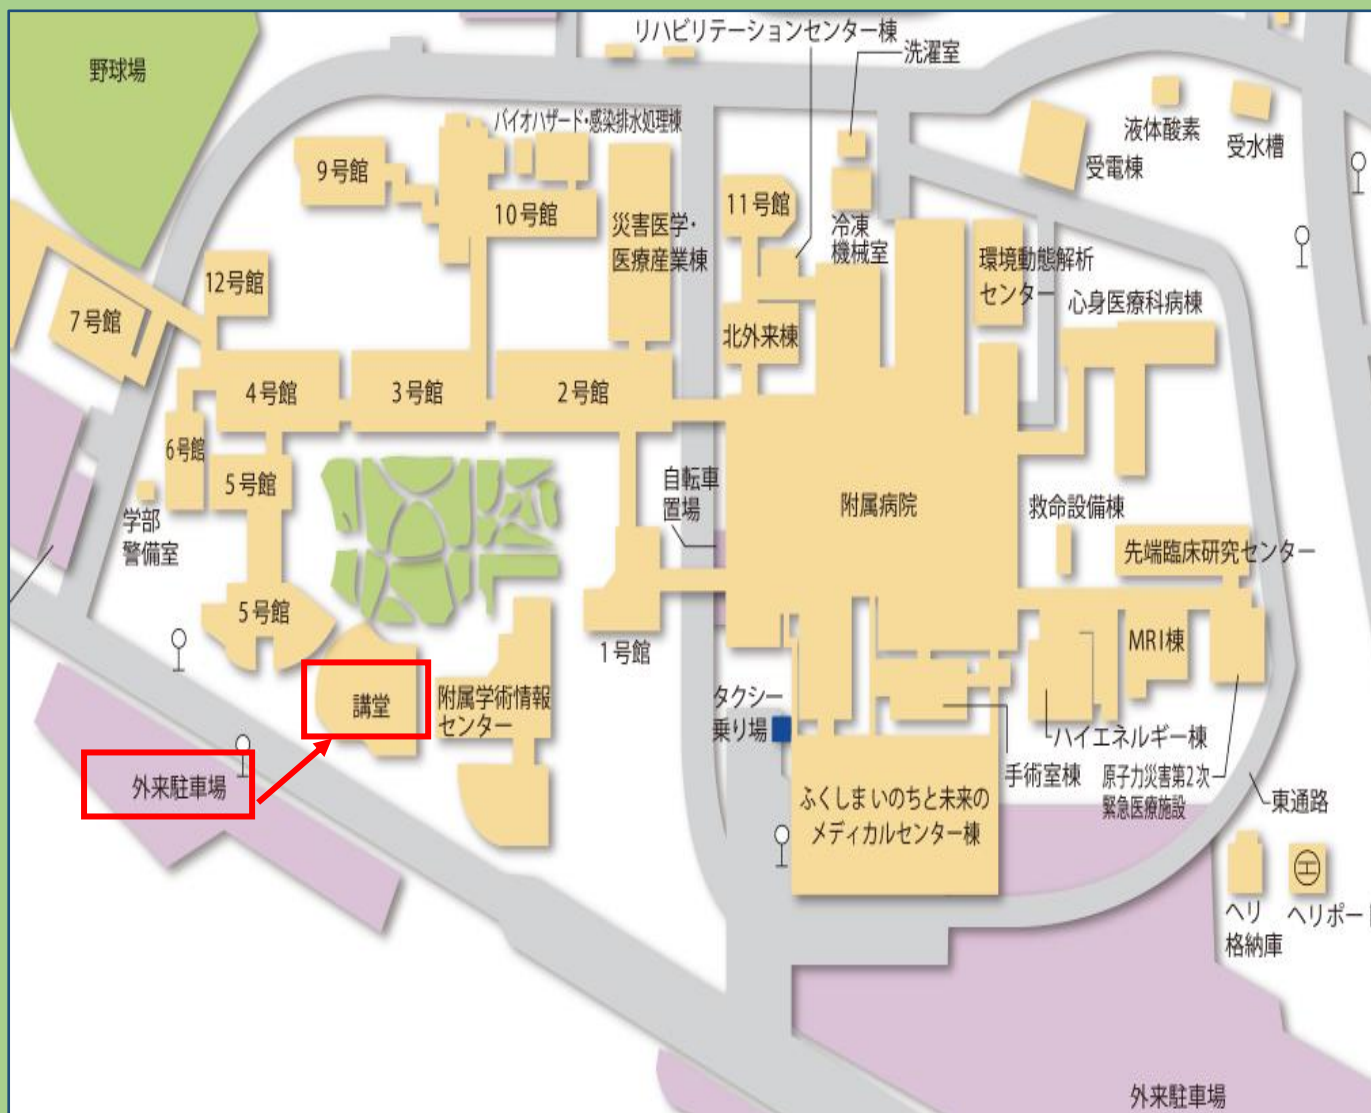 リハビリテーションセンター棟
洗濯室
野球場
バイオハザード・感染排水処理棟
液体酸素
受水槽
受電棟
9号館
10号館
災害医学・
医療産業棟
11号館
冷凍
機械室
環境動態解析
センター
心身医療科病棟
12号館
7号館
北外来棟
4号館
3号館
2号館
6号館
5号館
自転車
置場
附属病院
救命設備棟
学部
警備室
先端臨床研究センター
5号館
1号館
MRI棟
講堂
附属学術情報
センター
タクシー
乗り場
ハイエネルギー棟
手術室棟
原子力災害第2次
緊急医療施設
東通路
外来駐車場
ふくしまいのちと未来の
メディカルセンター棟
ヘリ
格納庫
ヘリポート
外来駐車場